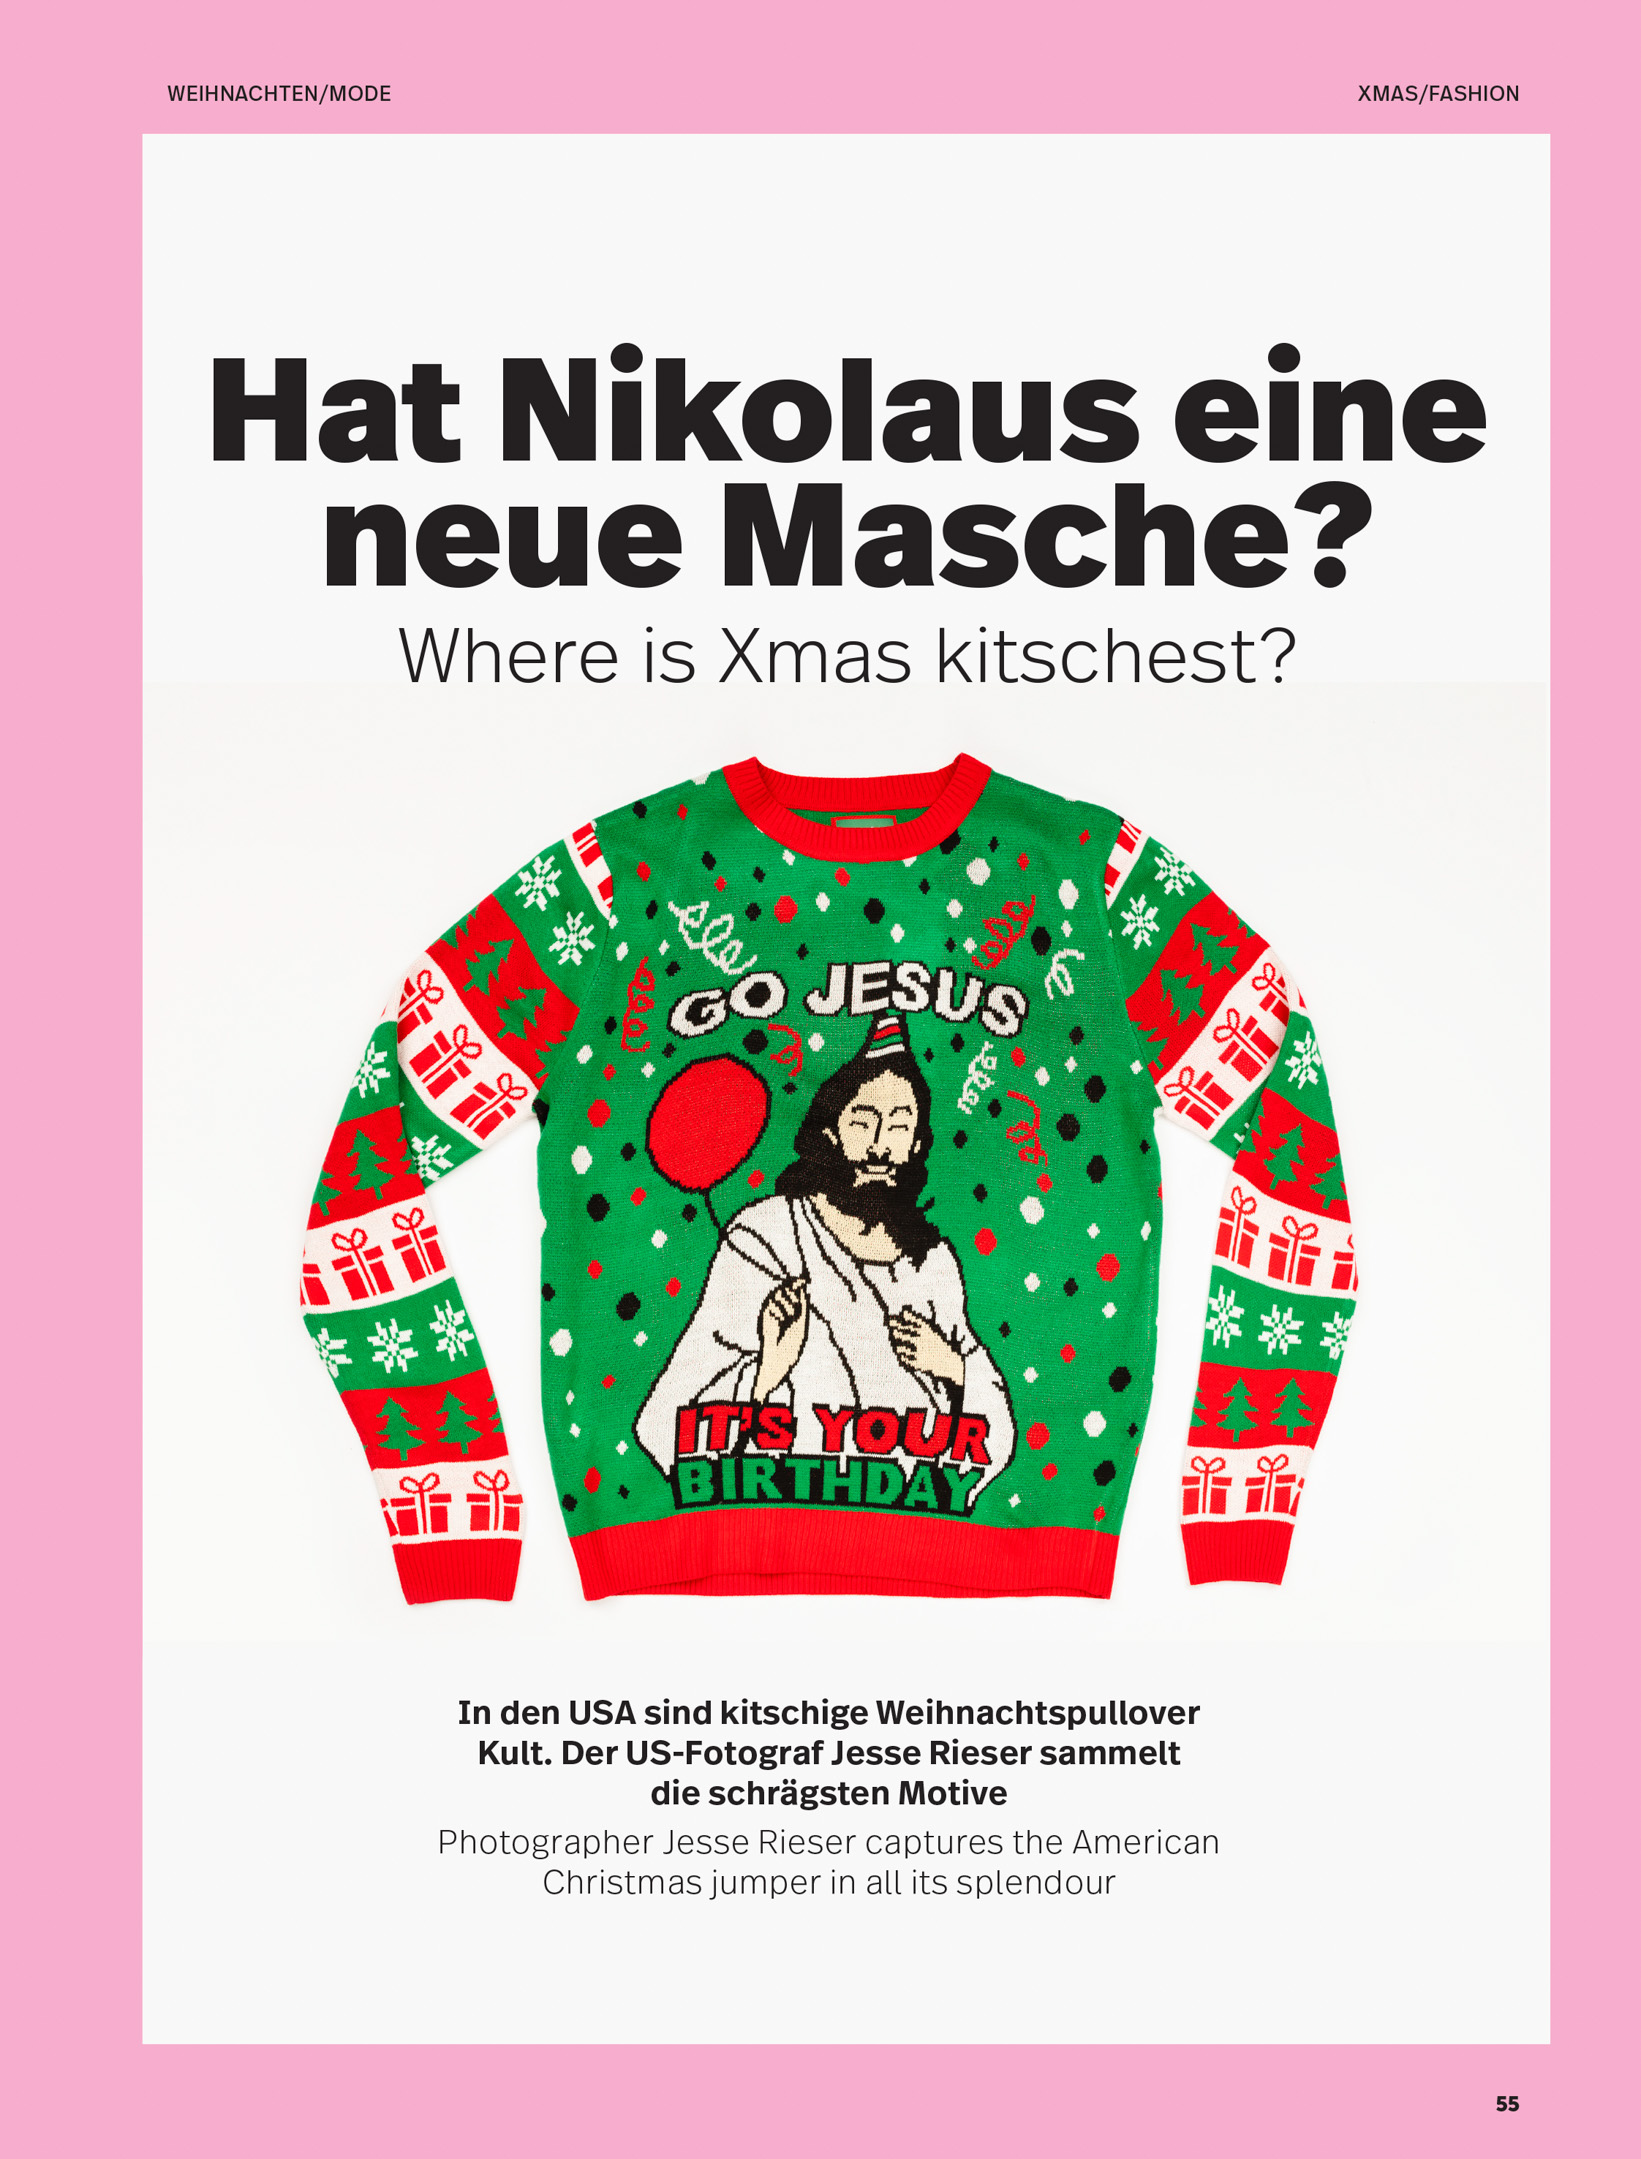 WEIHNACHTEN/MODE
XMAS/FASHION
Hat Nikolaus eine
neue Masche?
Where is Xmas kitschest?
GO JESUS
IT'S YOUR
BIRTHDAY
In den USA sind kitschige Weihnachtspullover
Kult. Der US-Fotograf Jesse Rieser sammelt
die schrägsten Motive
Photographer Jesse Rieser captures the American
Christmas jumper in all its splendour
55